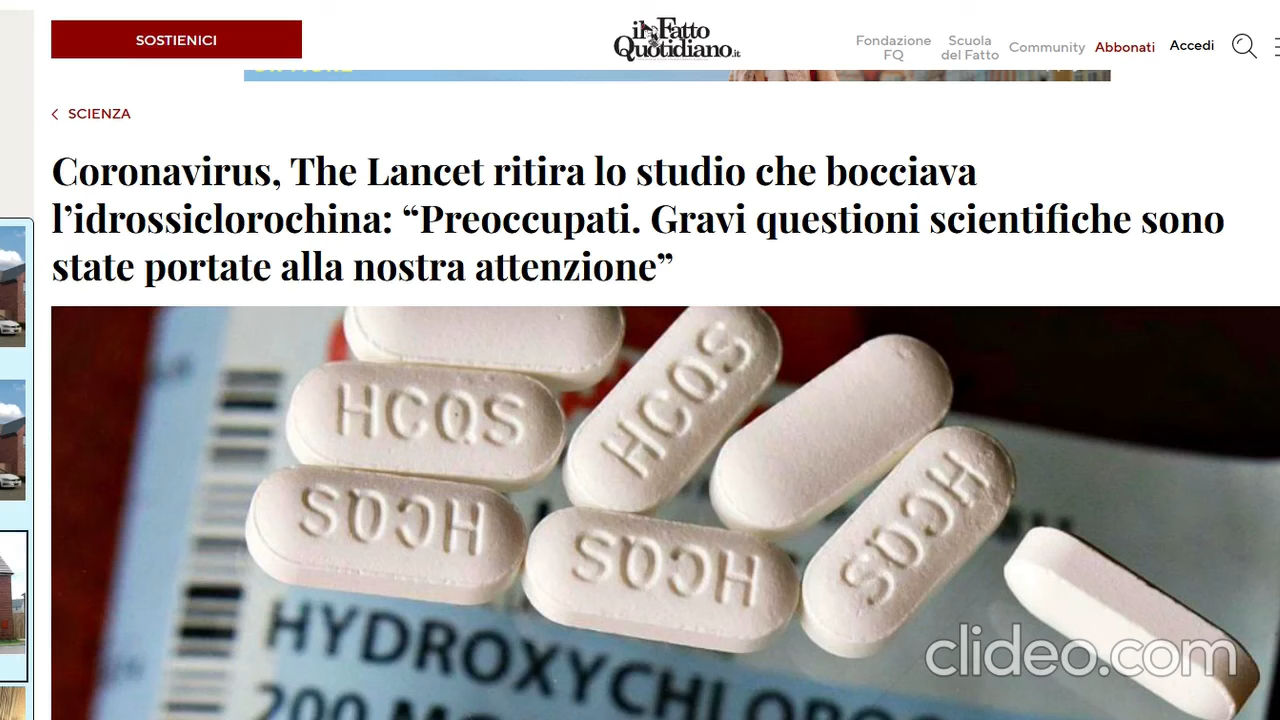 SOSTIENICI
il Fatto
Quotidiano.it
Fondazione
FQ
Scuola
del Fatto
Community
Abbonati
Accedi
SCIENZA
Coronavirus, The Lancet ritira lo studio che bocciava
l’idrossiclorochina: “Preoccupati. Gravi questioni scientifiche sono
state portate alla nostra attenzione”
HCQS
HCQS
HCQS
HCQS
HCQS
HYDROXYCHLOROQ
200
clideo.com